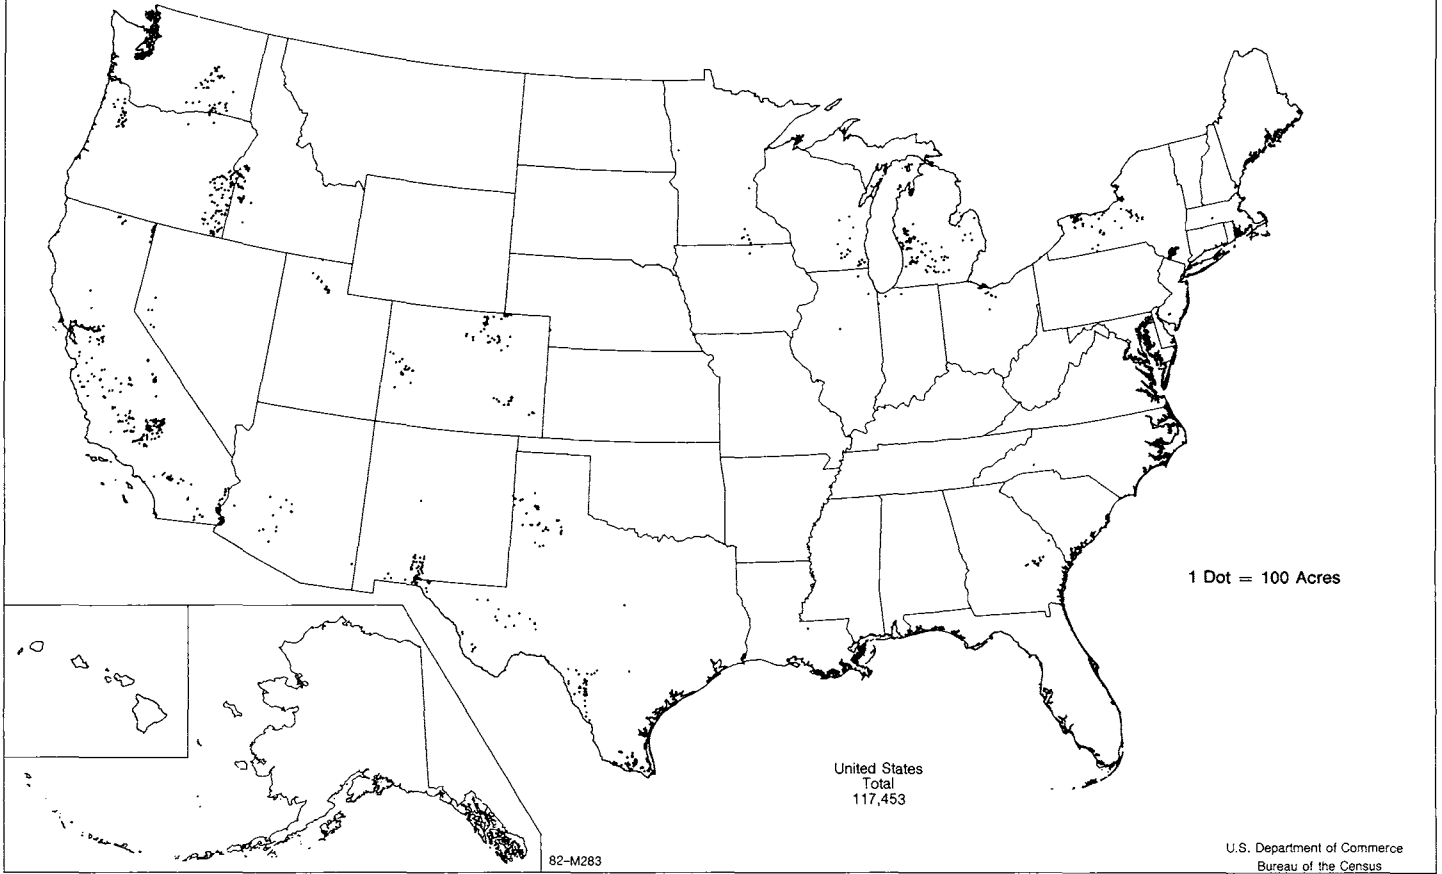 1 Dot = 100 Acres
United States
Total
117,453
82-M283
U.S. Department of Commerce
Bureau of the Census